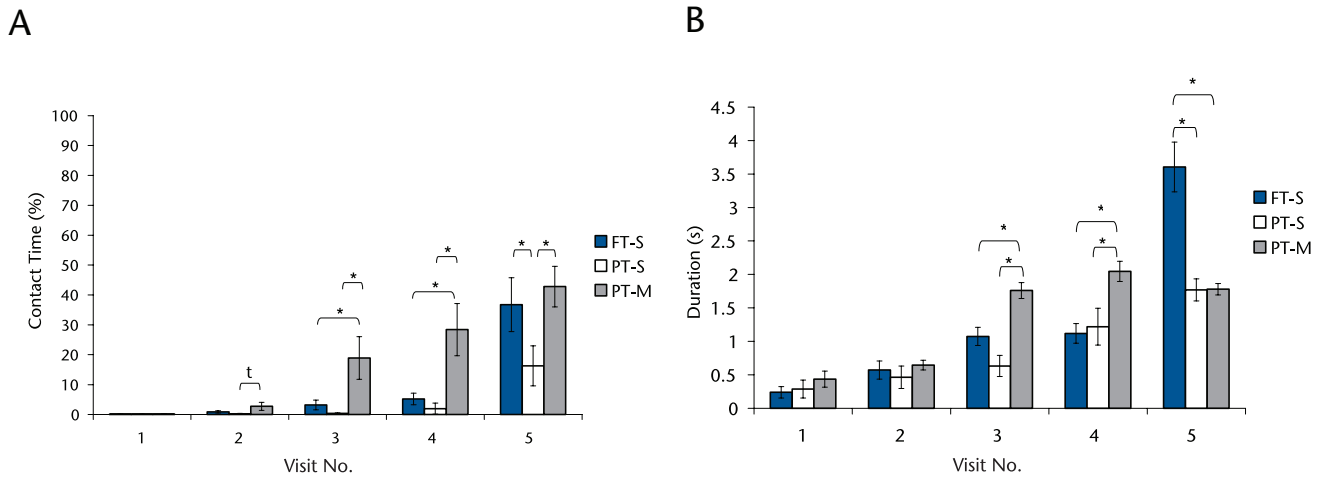 A
100
90
80
70
60
50
40
30
20
10
0
Contact Time (%)
t
*
*
*
*
*
*
1 2 3 4 5
Visit No.
FT-S
PT-S
PT-M
B
4.5
4
3.5
3
2.5
2
1.5
1
0.5
0
Duration (s)
*
*
*
*
*
*
1 2 3 4 5
Visit No.
FT-S
PT-S
PT-M